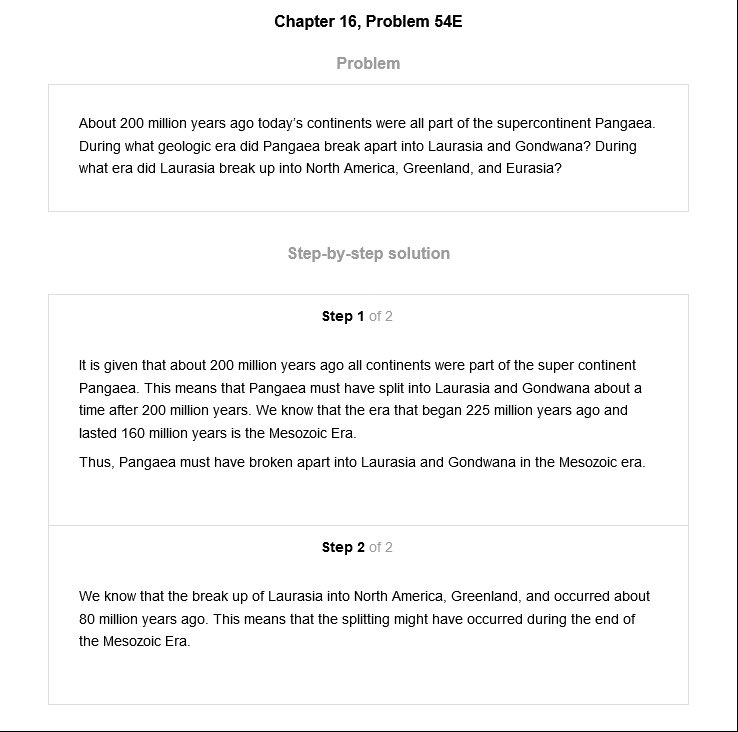 Chapter 16, Problem 54E
Problem
About 200 million years ago today's continents were all part of the supercontinent Pangaea.
During what geologic era did Pangaea break apart into Laurasia and Gondwana? During
what era did Laurasia break up into North America, Greenland, and Eurasia?
Step-by-step solution
Step 1 of 2
It is given that about 200 million years ago all continents were part of the super continent
Pangaea. This means that Pangaea must have split into Laurasia and Gondwana about a
time after 200 million years. We know that the era that began 225 million years ago and
lasted 160 million years is the Mesozoic Era.
Thus, Pangaea must have broken apart into Laurasia and Gondwana in the Mesozoic era.
Step 2 of 2
We know that the break up of Laurasia into North America, Greenland, and occurred about
80 million years ago. This means that the splitting might have occurred during the end of
the Mesozoic Era.